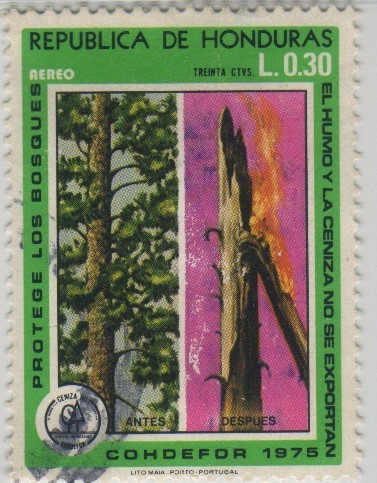 REPUBLICA DE HONDURAS
AEREO
TREINTA CTVS. L. 0.30
PROTEGE LOS BOSQUES
EL HUMO Y LA CENIZA NO SE EXPORTAN
ANTES
DESPUES
CENIZA
COHDEFOR
COHDEFOR 1975
LITO MAIA · PORTO · PORTUGAL